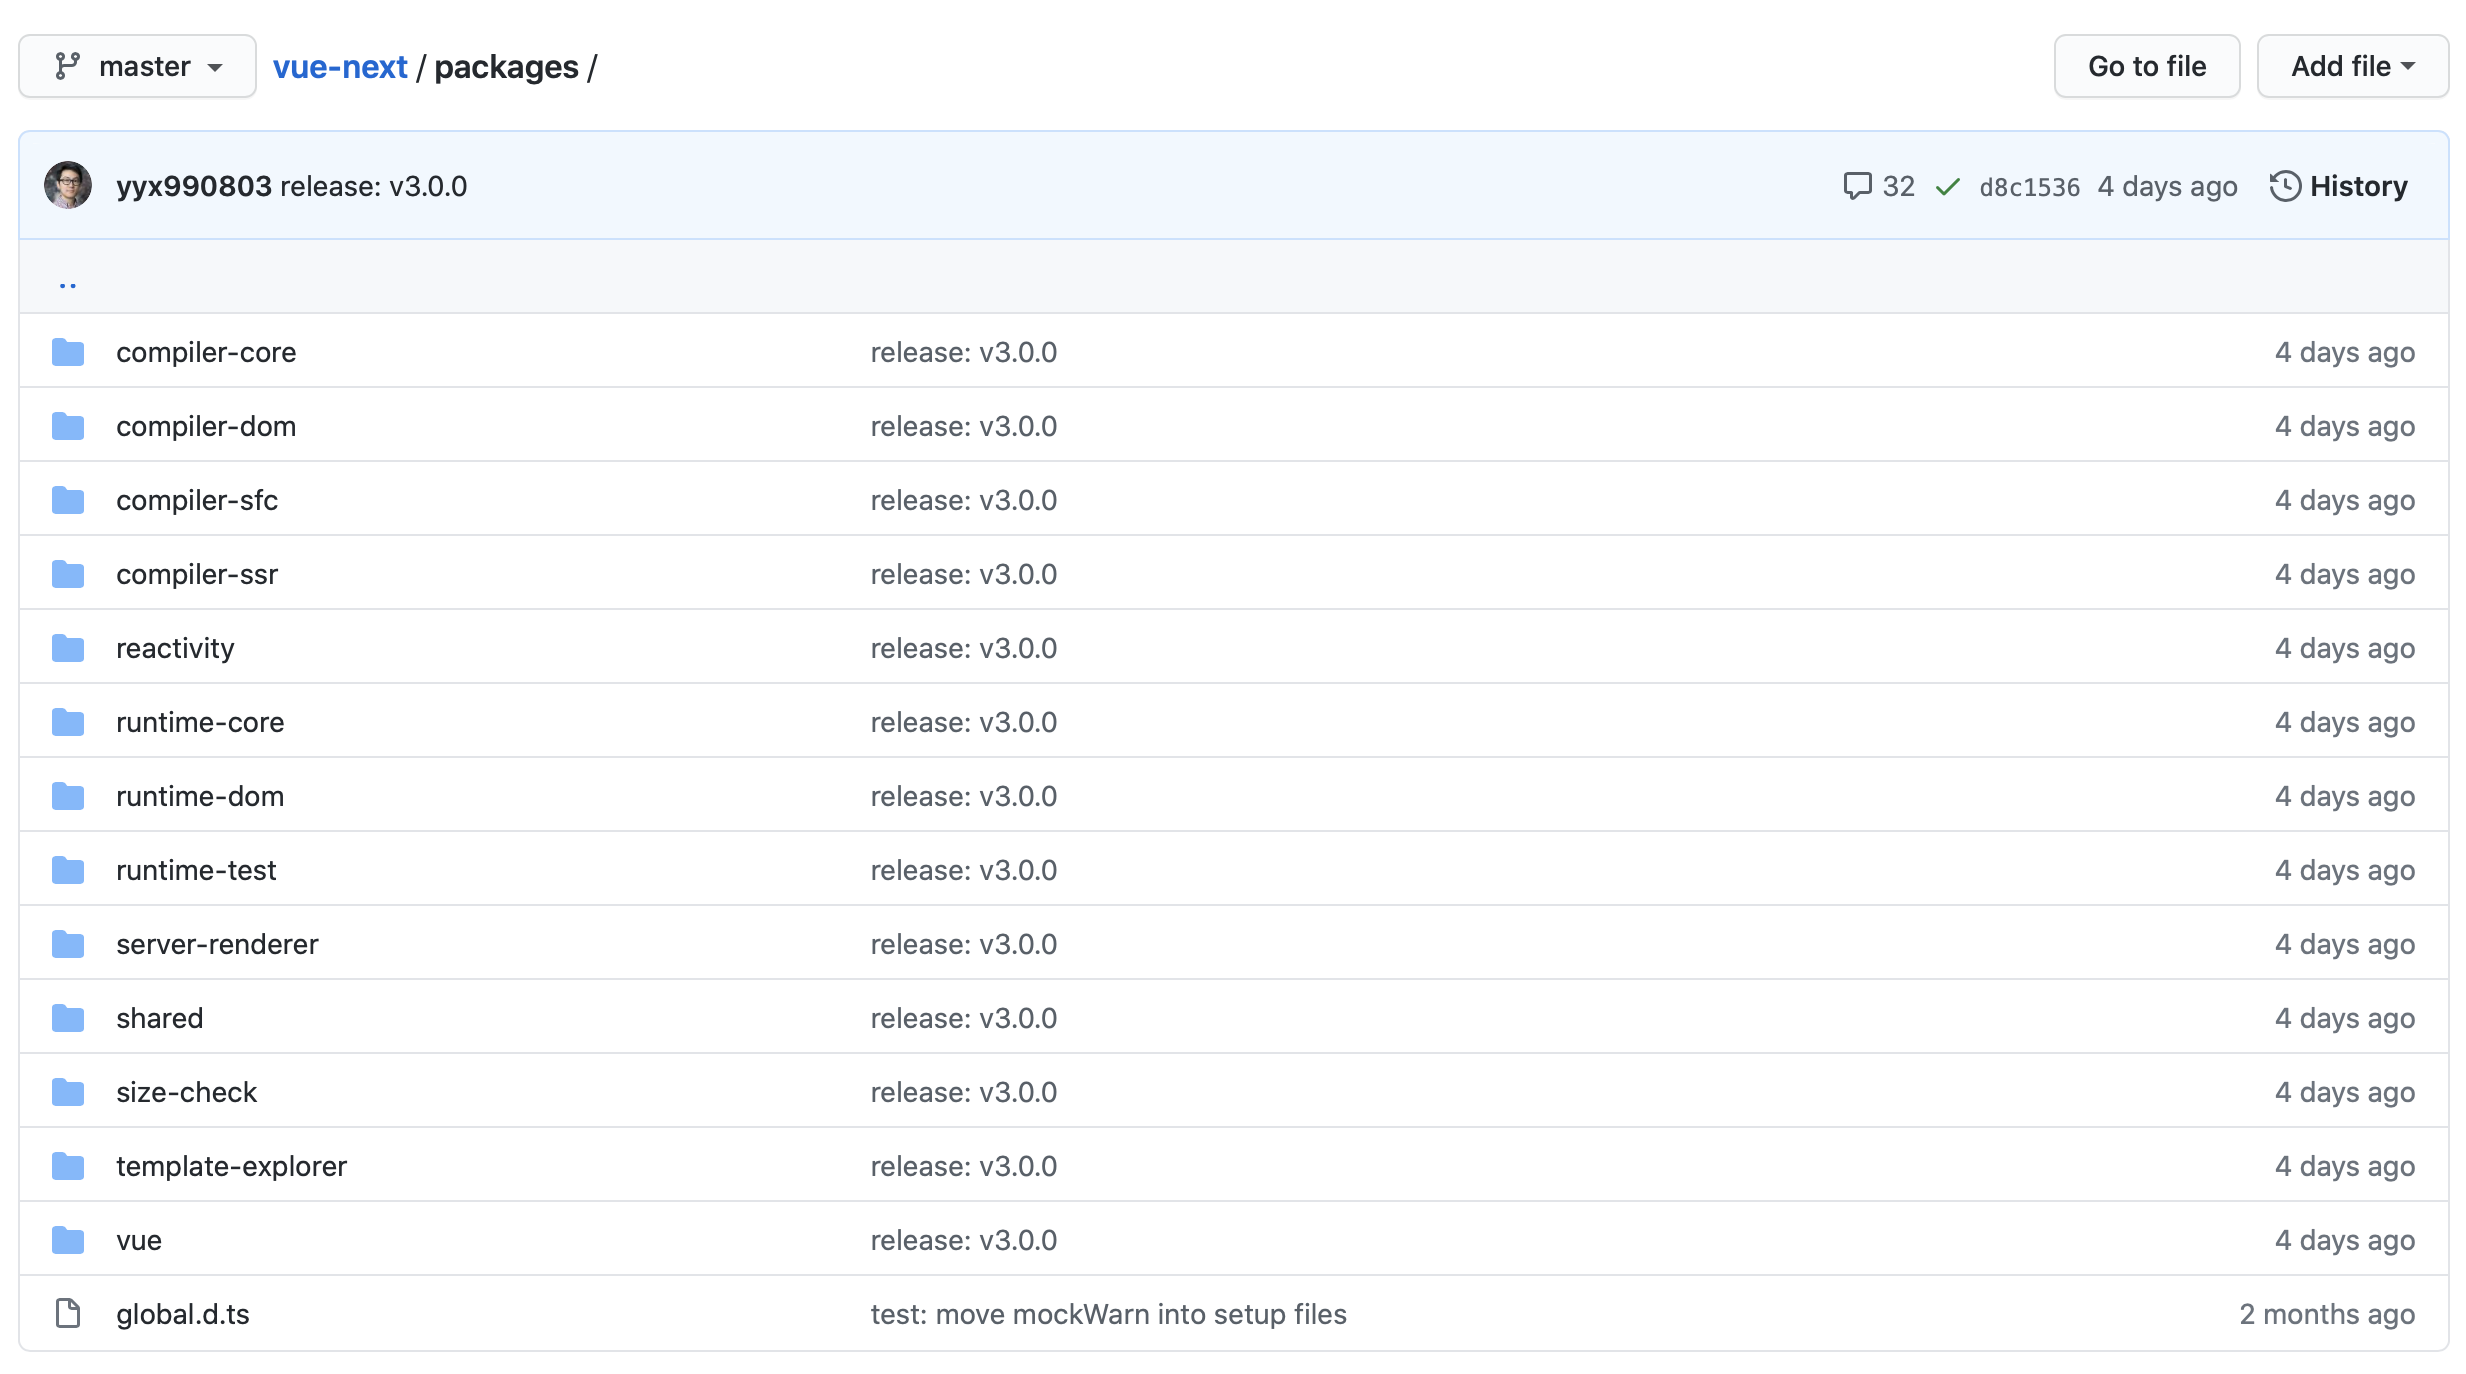 master vue-next / packages / Go to file Add file
yyx990803 release: v3.0.0 32 d8c1536 4 days ago History
..
compiler-core release: v3.0.0 4 days ago
compiler-dom release: v3.0.0 4 days ago
compiler-sfc release: v3.0.0 4 days ago
compiler-ssr release: v3.0.0 4 days ago
reactivity release: v3.0.0 4 days ago
runtime-core release: v3.0.0 4 days ago
runtime-dom release: v3.0.0 4 days ago
runtime-test release: v3.0.0 4 days ago
server-renderer release: v3.0.0 4 days ago
shared release: v3.0.0 4 days ago
size-check release: v3.0.0 4 days ago
template-explorer release: v3.0.0 4 days ago
vue release: v3.0.0 4 days ago
global.d.ts test: move mockWarn into setup files 2 months ago